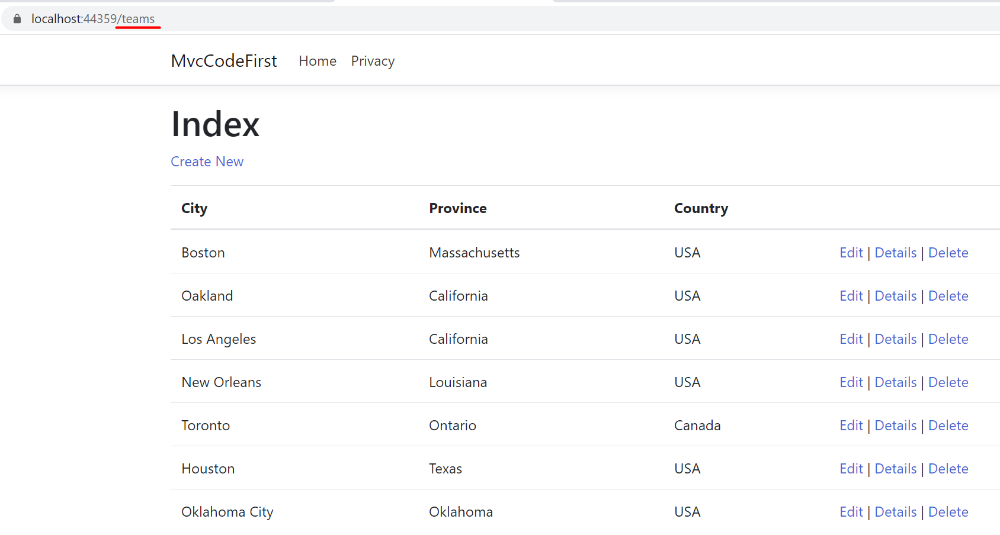 localhost:44359/teams
MvcCodeFirst Home Privacy
Index
Create New
City Province Country
Boston Massachusetts USA Edit | Details | Delete
Oakland California USA Edit | Details | Delete
Los Angeles California USA Edit | Details | Delete
New Orleans Louisiana USA Edit | Details | Delete
Toronto Ontario Canada Edit | Details | Delete
Houston Texas USA Edit | Details | Delete
Oklahoma City Oklahoma USA Edit | Details | Delete